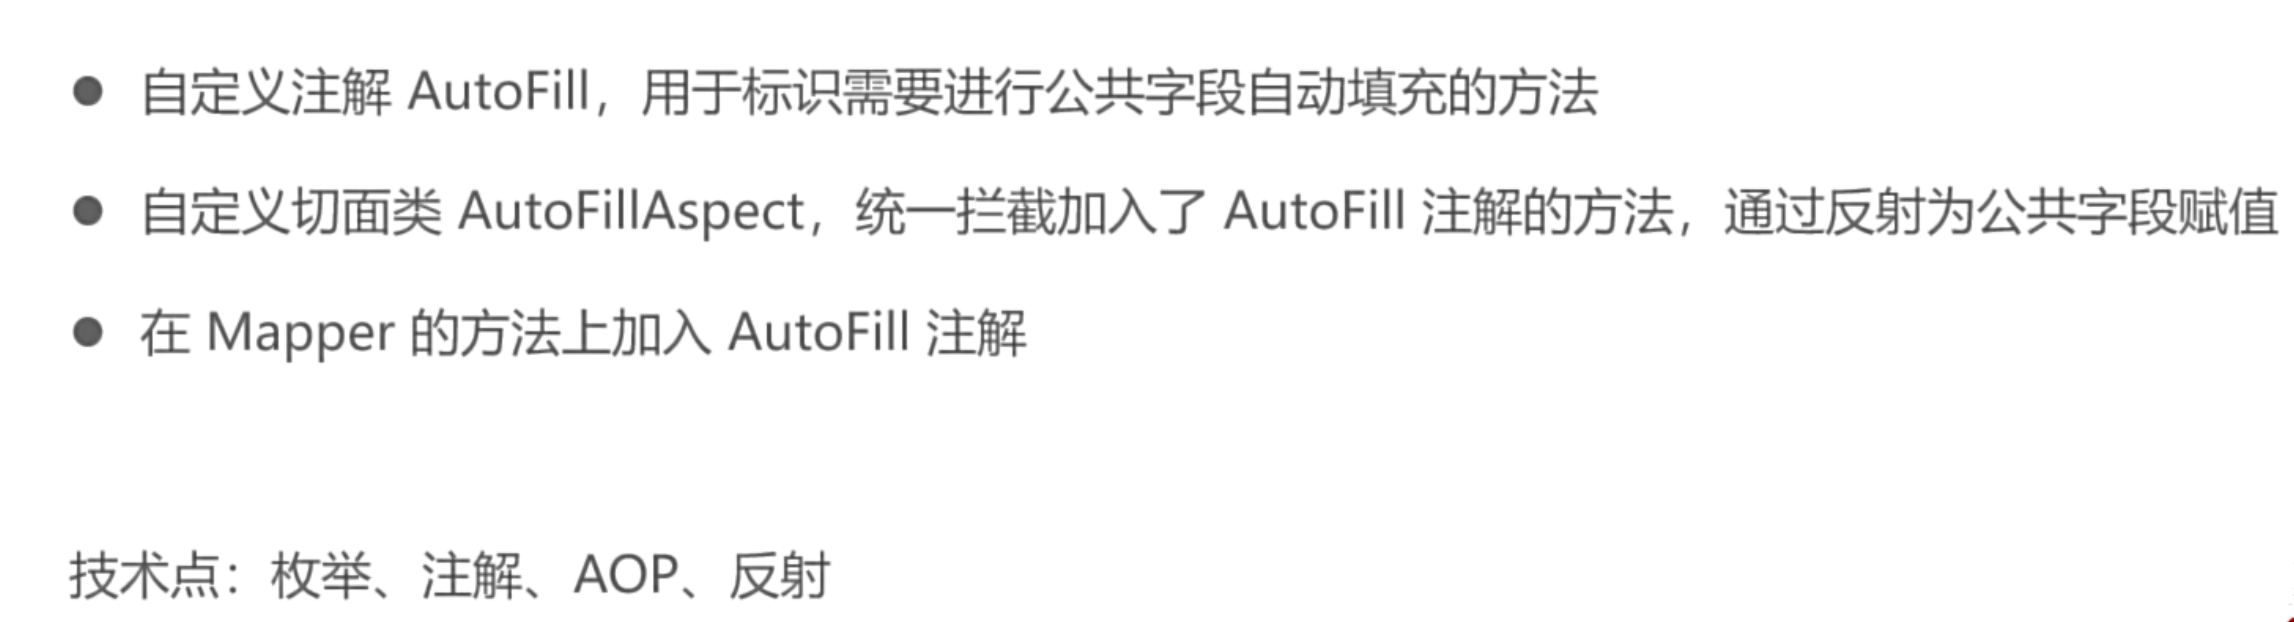 ● 自定义注解 AutoFill，用于标识需要进行公共字段自动填充的方法
● 自定义切面类 AutoFillAspect，统一拦截加入了 AutoFill 注解的方法，通过反射为公共字段赋值
● 在 Mapper 的方法上加入 AutoFill 注解
技术点：枚举、注解、AOP、反射